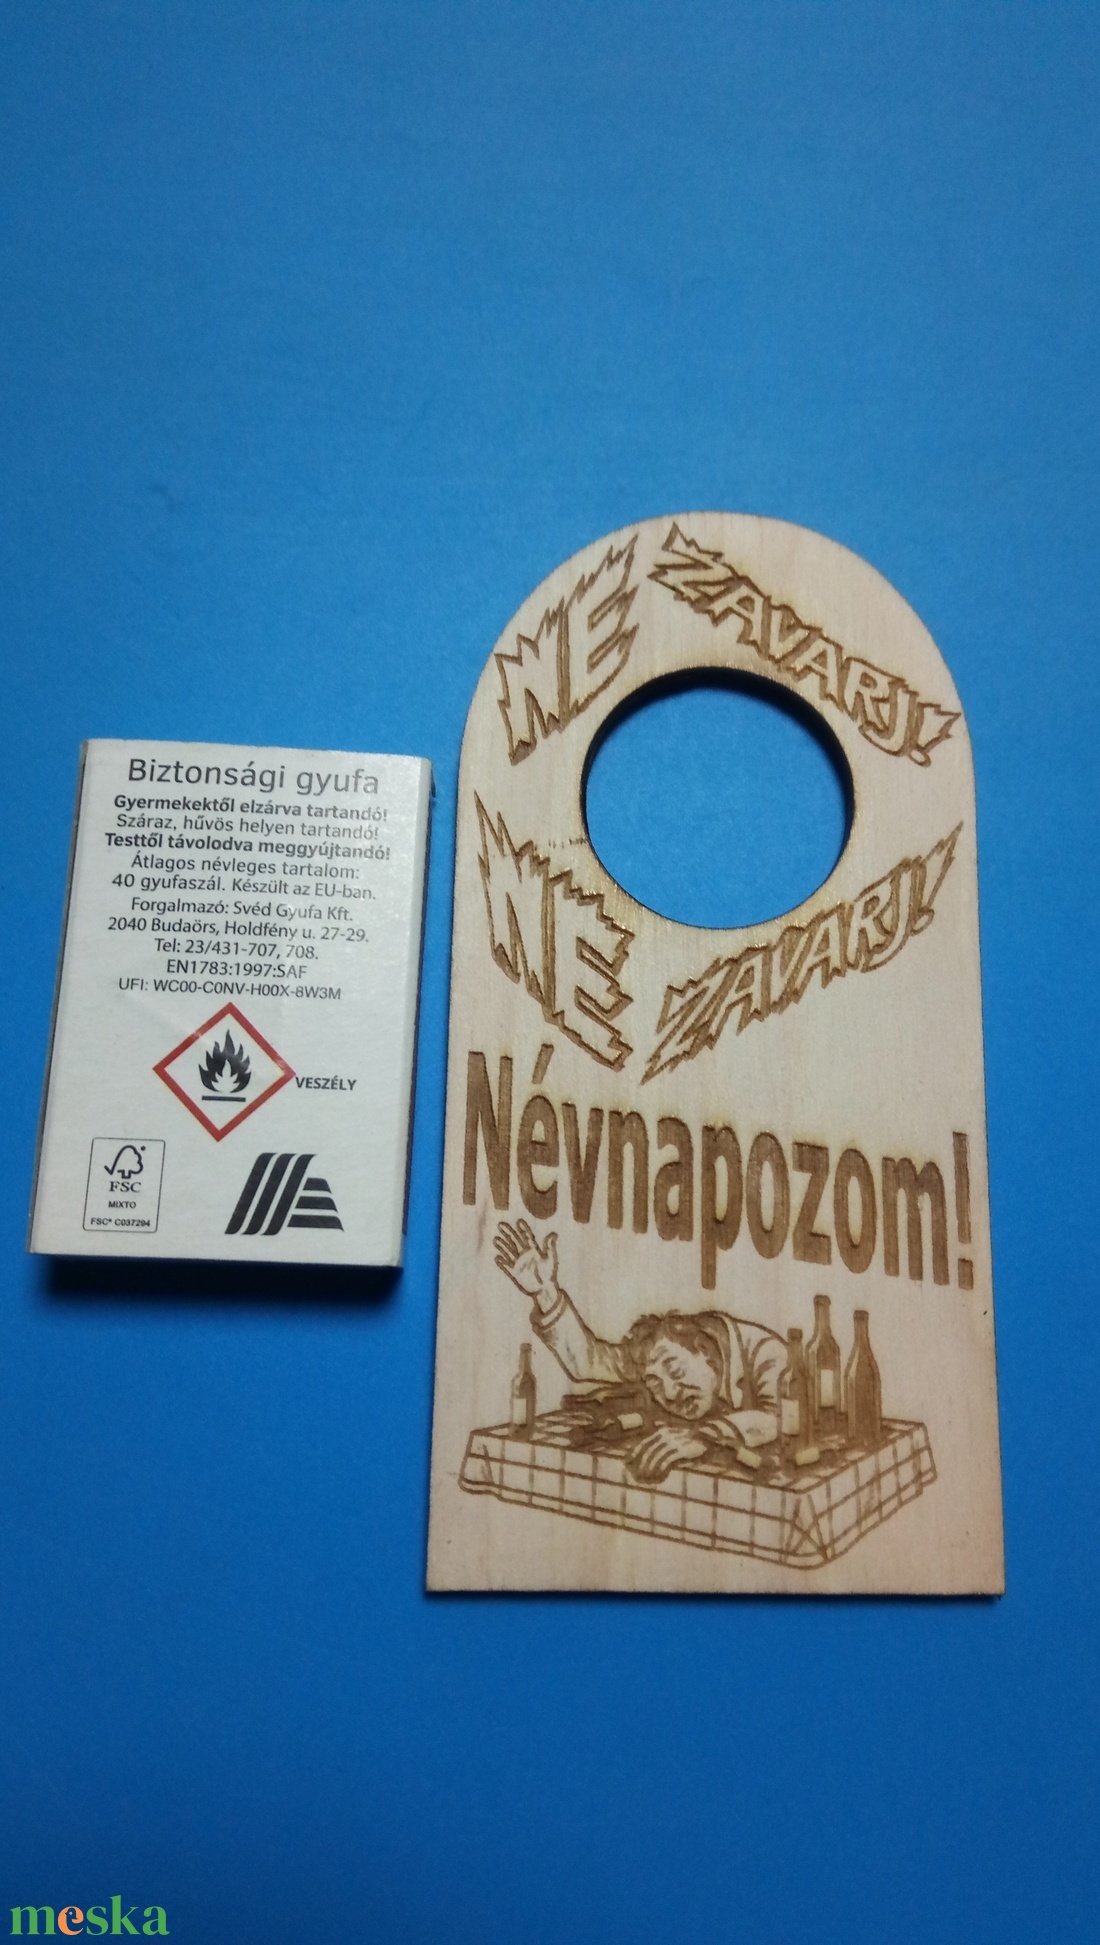 Biztonsági gyufa
Gyermekektől elzárva tartandó!
Száraz, hűvös helyen tartandó!
Testtől távolodva meggyújtandó!
Átlagos névleges tartalom:
40 gyufaszál. Készült az EU-ban.
Forgalmazó: Svéd Gyufa Kft.
2040 Budaörs, Holdfény u. 27-29.
Tel: 23/431-707, 708.
EN1783:1997:SAF
UFI: WC00-C0NV-H00X-8W3M
VESZÉLY
FSC
MIXTO
FSC® C037294
NE ZAVARJ!
NE ZAVARJ!
Névnapozom!
meska